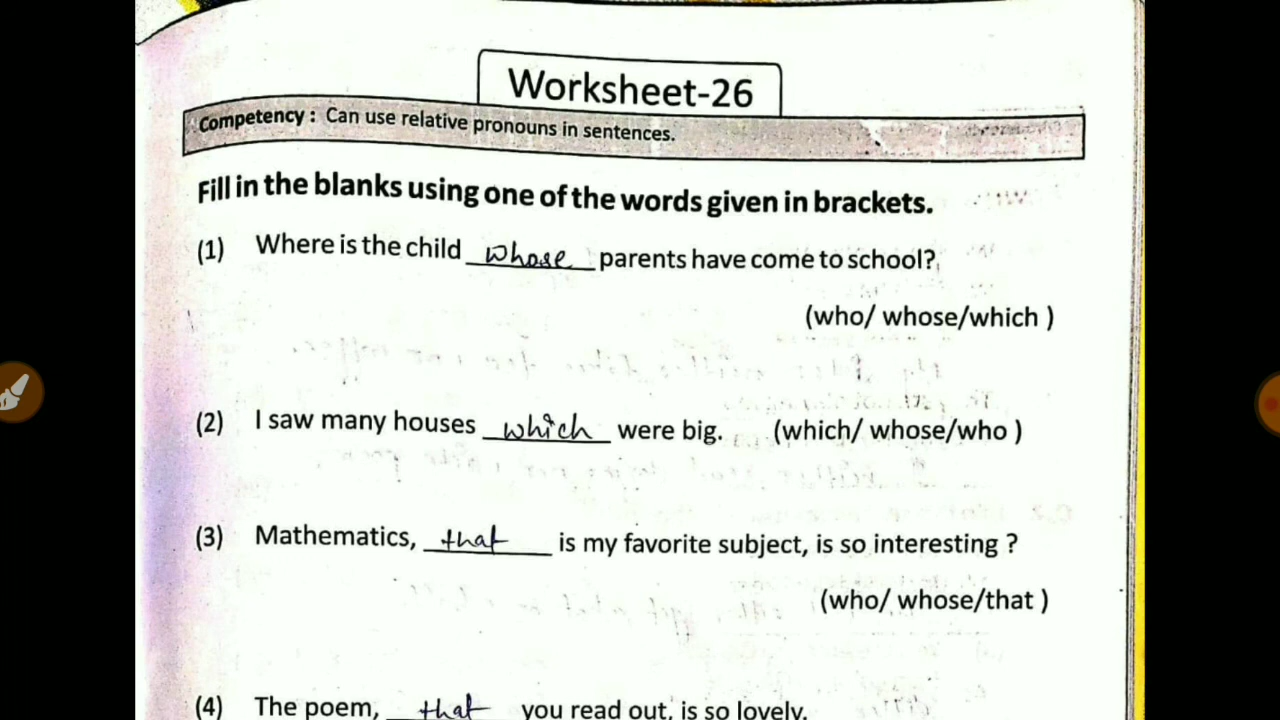 Worksheet-26
Competency : Can use relative pronouns in sentences.
Fill in the blanks using one of the words given in brackets.
(1) Where is the child whose parents have come to school?
(who/ whose/which )
(2) I saw many houses which were big. (which/ whose/who )
(3) Mathematics, that is my favorite subject, is so interesting ?
(who/ whose/that )
(4) The poem, that you read out, is so lovely.